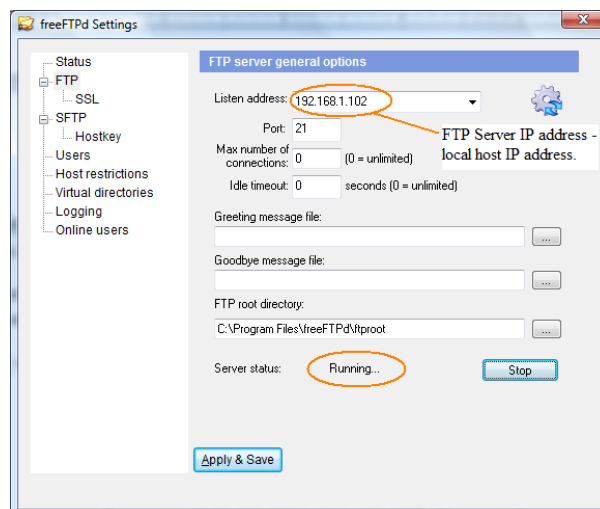 freeFTPd Settings
Status
FTP
SSL
SFTP
Hostkey
Users
Host restrictions
Virtual directories
Logging
Online users
FTP server general options
Listen address: 192.168.1.102
Port: 21
Max number of
connections: 0 (0 = unlimited)
Idle timeout: 0 seconds (0 = unlimited)
FTP Server IP address -
local host IP address.
Greeting message file:
...
Goodbye message file:
...
FTP root directory:
C:\Program Files\freeFTPd\ftproot ...
Server status: Running... Stop
Apply & Save